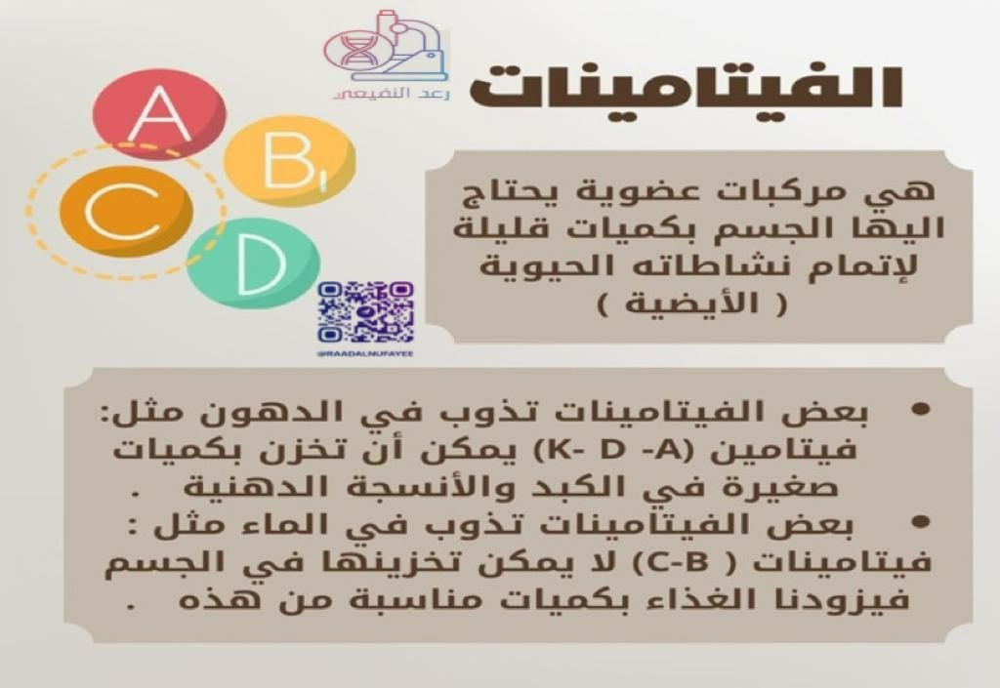 رعد النفيعي
الفيتامينات
A
B1
C
D
هي مركبات عضوية يحتاج
اليها الجسم بكميات قليلة
لإتمام نشاطاته الحيوية
( الأيضية )
@RAADALNUFAYEE
• بعض الفيتامينات تذوب في الدهون مثل:
فيتامين (K- D -A) يمكن أن تخزن بكميات
صغيرة في الكبد والأنسجة الدهنية .
• بعض الفيتامينات تذوب في الماء مثل :
فيتامينات ( C-B) لا يمكن تخزينها في الجسم
فيزودنا الغذاء بكميات مناسبة من هذه .